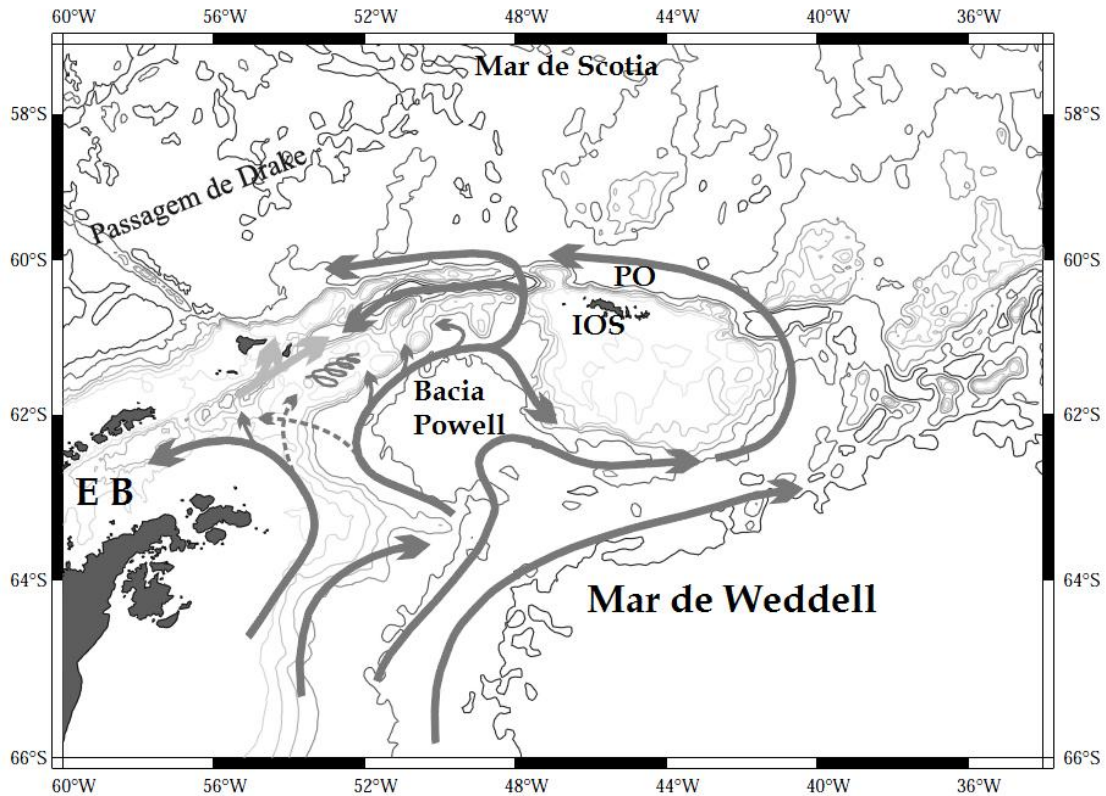 60°W 56°W 52°W 48°W 44°W 40°W 36°W
Mar de Scotia
58°S 58°S
Passagem de Drake
60°S 60°S
PO
IOS
Bacia
Powell
62°S 62°S
E B
64°S 64°S
Mar de Weddell
66°S 66°S
60°W 56°W 52°W 48°W 44°W 40°W 36°W